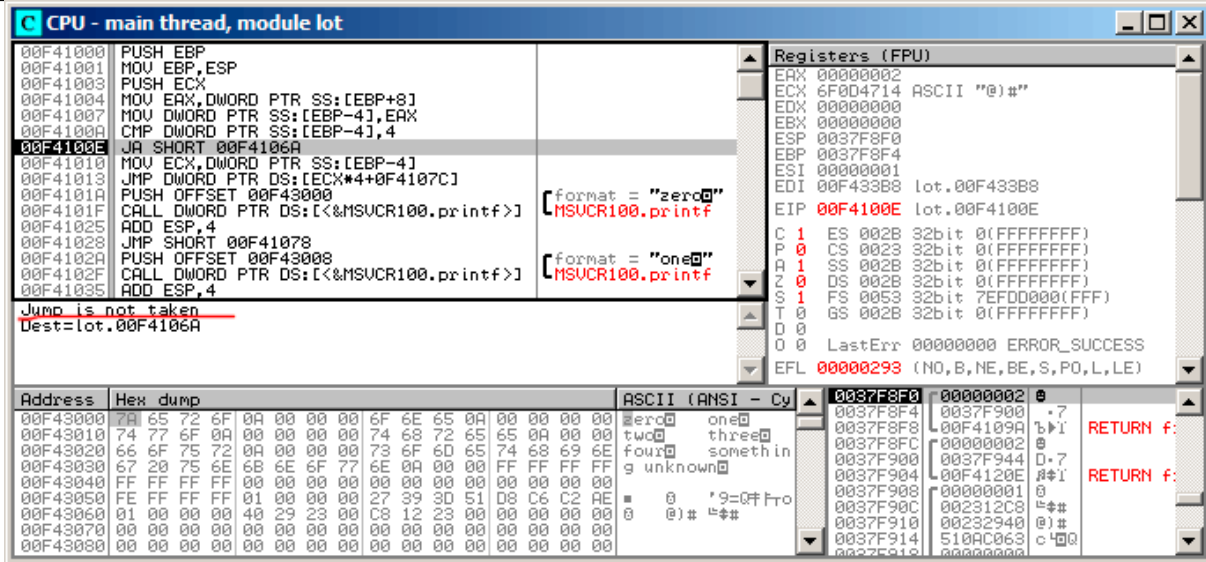 CPU - main thread, module lot
00F41000 PUSH EBP
00F41001 MOV EBP,ESP
00F41003 PUSH ECX
00F41004 MOV EAX,DWORD PTR SS:[EBP+8]
00F41007 MOV DWORD PTR SS:[EBP-4],EAX
00F4100A CMP DWORD PTR SS:[EBP-4],4
00F4100E JA SHORT 00F4106A
00F41010 MOV ECX,DWORD PTR SS:[EBP-4]
00F41013 JMP DWORD PTR DS:[ECX*4+0F4107C]
00F4101A PUSH OFFSET 00F43000 format = "zero"
00F4101F CALL DWORD PTR DS:[<&MSVCR100.printf>] MSVCR100.printf
00F41025 ADD ESP,4
00F41028 JMP SHORT 00F41078
00F4102A PUSH OFFSET 00F43008 format = "one"
00F4102F CALL DWORD PTR DS:[<&MSVCR100.printf>] MSVCR100.printf
00F41035 ADD ESP,4
Jump is not taken
Dest=lot.00F4106A
Registers (FPU)
EAX 00000002
ECX 6F0D4714 ASCII "@)#"
EDX 00000000
EBX 00000000
ESP 0037F8F0
EBP 0037F8F4
ESI 00000001
EDI 00F433B8 lot.00F433B8
EIP 00F4100E lot.00F4100E
C 1 ES 002B 32bit 0(FFFFFFFF)
P 0 CS 0023 32bit 0(FFFFFFFF)
A 1 SS 002B 32bit 0(FFFFFFFF)
Z 0 DS 002B 32bit 0(FFFFFFFF)
S 1 FS 0053 32bit 7EFDD000(FFF)
T 0 GS 002B 32bit 0(FFFFFFFF)
D 0
O 0 LastErr 00000000 ERROR_SUCCESS
EFL 00000293 (NO,B,NE,BE,S,PO,L,LE)
Address Hex dump ASCII (ANSI - Cy
00F43000 7A 65 72 6F 0A 00 00 00 6F 6E 65 0A 00 00 00 00 zero one
00F43010 74 77 6F 0A 00 00 00 00 74 68 72 65 65 0A 00 00 two three
00F43020 66 6F 75 72 0A 00 00 00 73 6F 6D 65 74 68 69 6E four somethin
00F43030 67 20 75 6E 6B 6E 6F 77 6E 0A 00 00 FF FF FF FF g unknown
00F43040 FF FF FF FF 00 00 00 00 00 00 00 00 00 00 00 00
00F43050 FE FF FF FF 01 00 00 00 27 39 3D 51 D8 C6 C2 AE
00F43060 01 00 00 00 40 29 23 00 C8 12 23 00 00 00 00 00
00F43070 00 00 00 00 00 00 00 00 00 00 00 00 00 00 00 00
00F43080 00 00 00 00 00 00 00 00 00 00 00 00 00 00 00 00
0037F8F0 00000002
0037F8F4 0037F900
0037F8F8 00F4109A RETURN f
0037F8FC 00000002
0037F900 0037F944
0037F904 00F4120E RETURN f
0037F908 00000001
0037F90C 002312C8
0037F910 00232940 @)#
0037F914 510AC063